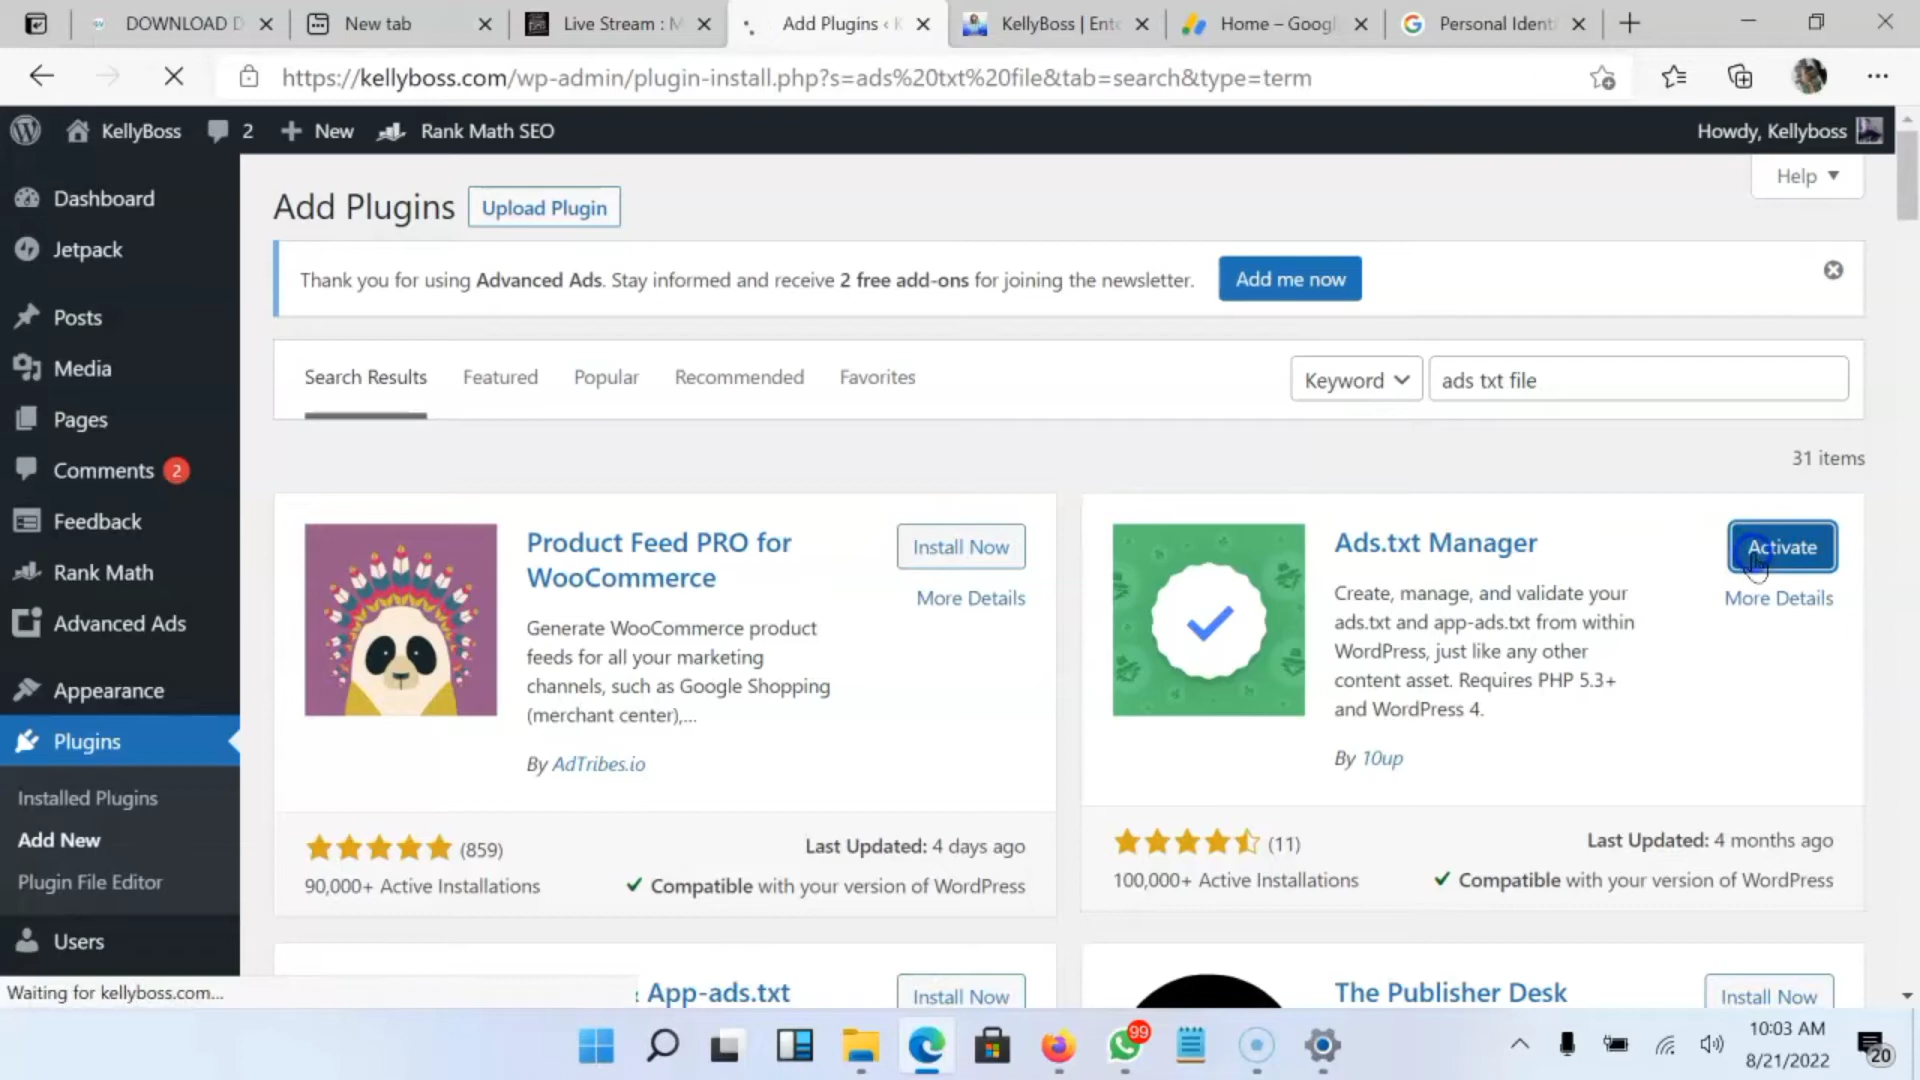 DOWNLOAD D
New tab
Live Stream : M
Add Plugins ‹ K
KellyBoss | Ente
Home – Googl
Personal Identi
https://kellyboss.com/wp-admin/plugin-install.php?s=ads%20txt%20file&tab=search&type=term
KellyBoss
2
New
Rank Math SEO
Howdy, Kellyboss
Dashboard
Jetpack
Posts
Media
Pages
Comments 2
Feedback
Rank Math
Advanced Ads
Appearance
Plugins
Installed Plugins
Add New
Plugin File Editor
Users
Waiting for kellyboss.com...
Help
Add Plugins
Upload Plugin
Thank you for using Advanced Ads. Stay informed and receive 2 free add-ons for joining the newsletter.
Add me now
Search Results
Featured
Popular
Recommended
Favorites
Keyword
ads txt file
31 items
Product Feed PRO for
WooCommerce
Install Now
More Details
Generate WooCommerce product
feeds for all your marketing
channels, such as Google Shopping
(merchant center),...
By AdTribes.io
(859)
90,000+ Active Installations
Last Updated: 4 days ago
Compatible with your version of WordPress
Ads.txt Manager
Activate
More Details
Create, manage, and validate your
ads.txt and app-ads.txt from within
WordPress, just like any other
content asset. Requires PHP 5.3+
and WordPress 4.
By 10up
(11)
100,000+ Active Installations
Last Updated: 4 months ago
Compatible with your version of WordPress
App-ads.txt
Install Now
The Publisher Desk
Install Now
99
10:03 AM
8/21/2022
20